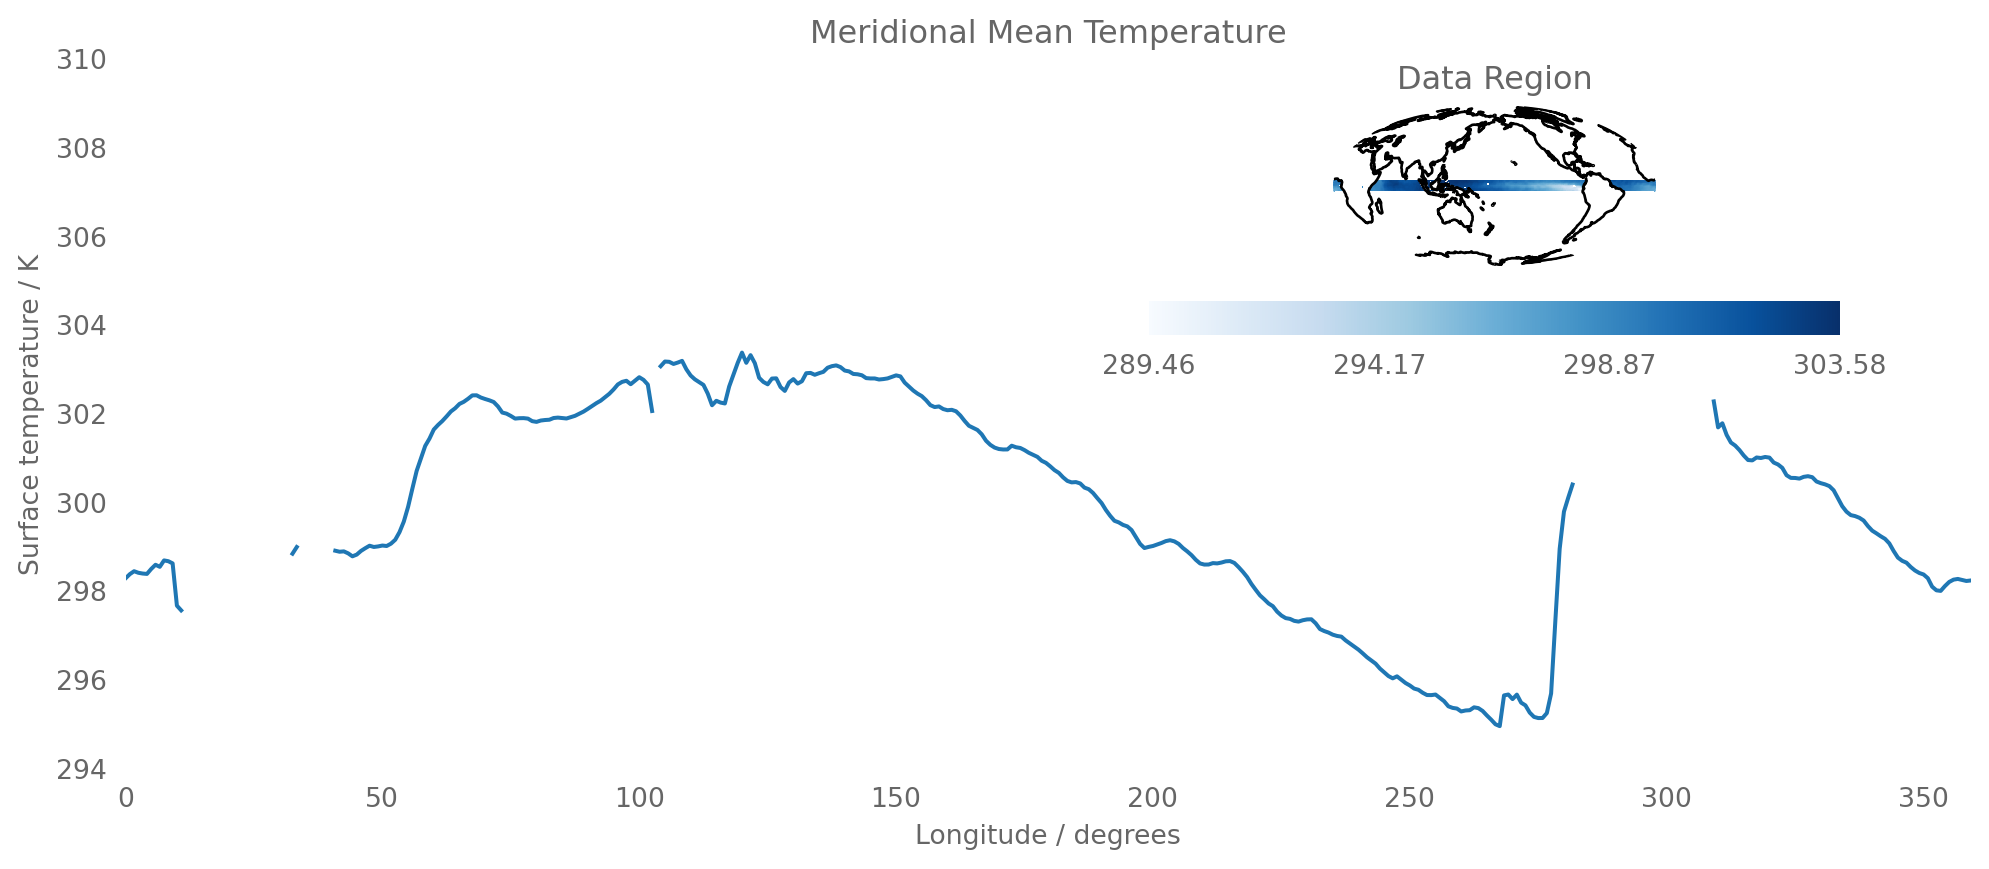 Meridional Mean Temperature
Data Region
289.46 294.17 298.87 303.58
Surface temperature / K
310
308
306
304
302
300
298
296
294
0 50 100 150 200 250 300 350
Longitude / degrees